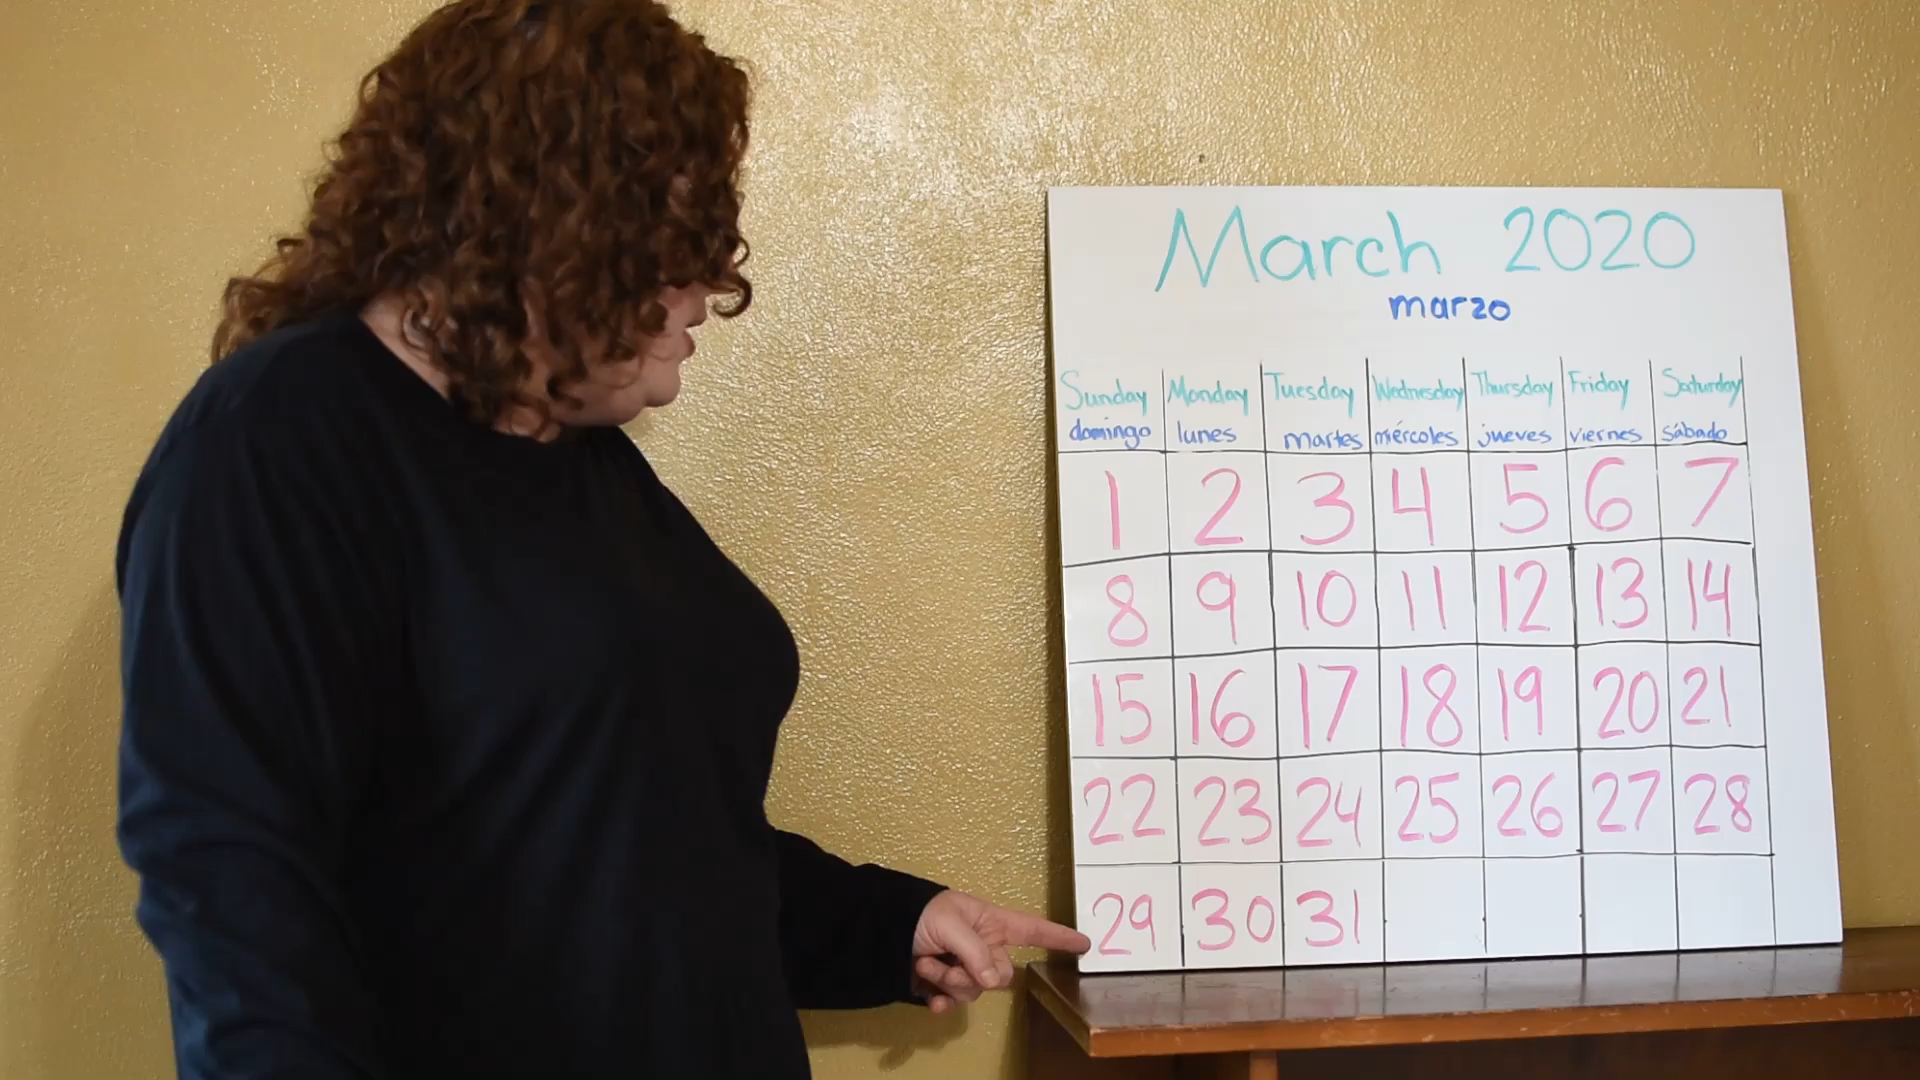 March 2020
marzo
Sunday Monday Tuesday Wednesday Thursday Friday Saturday
domingo lunes martes miércoles jueves viernes sábado
1 2 3 4 5 6 7
8 9 10 11 12 13 14
15 16 17 18 19 20 21
22 23 24 25 26 27 28
29 30 31